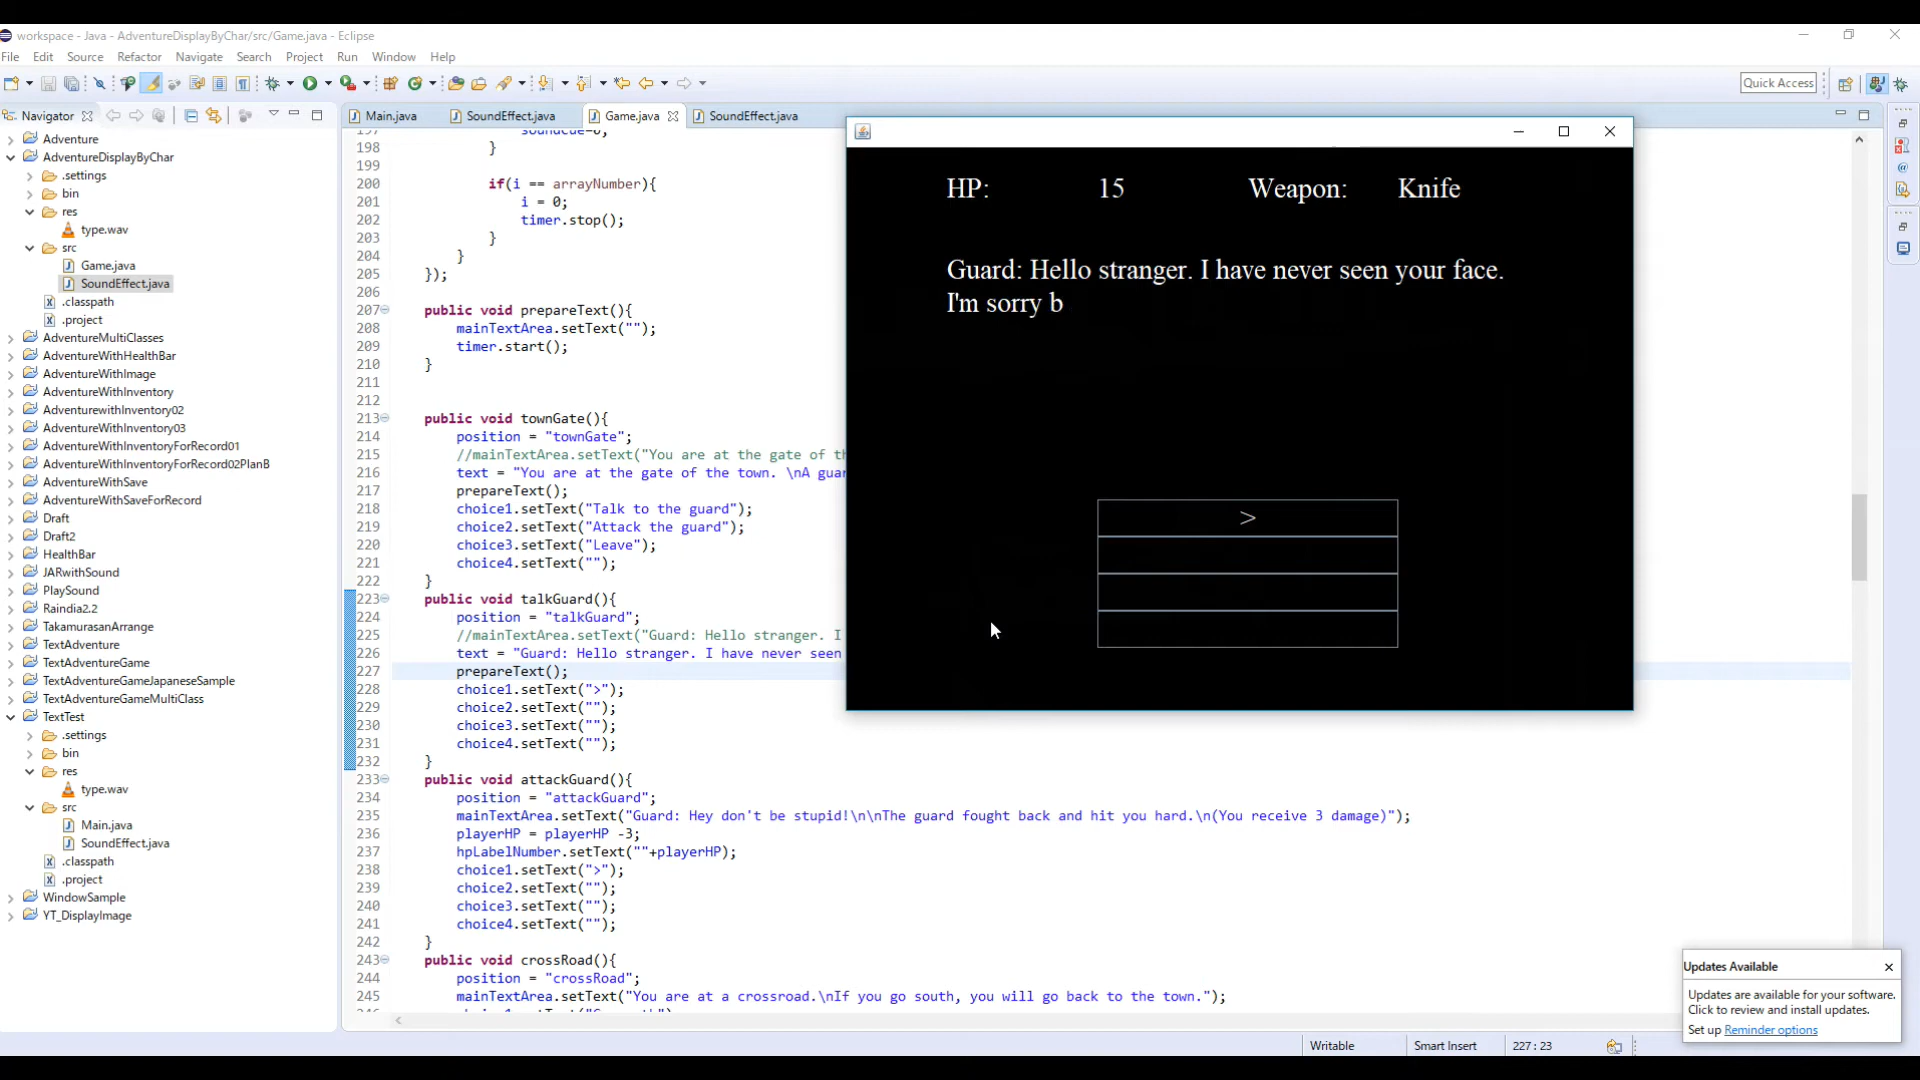 workspace - Java - AdventureDisplayByChar/src/Game.java - Eclipse
File Edit Source Refactor Navigate Search Project Run Window Help
Quick Access
Navigator
Adventure
AdventureDisplayByChar
.settings
bin
res
type.wav
src
Game.java
SoundEffect.java
.classpath
.project
AdventureMultiClasses
AdventureWithHealthBar
AdventureWithImage
AdventureWithInventory
AdventurewithInventory02
AdventureWithInventory03
AdventureWithInventoryForRecord01
AdventureWithInventoryForRecord02PlanB
AdventureWithSave
AdventureWithSaveForRecord
Draft
Draft2
HealthBar
JARwithSound
PlaySound
Raindia2.2
TakamurasanArrange
TextAdventure
TextAdventureGame
TextAdventureGameJapaneseSample
TextAdventureGameMultiClass
TextTest
.settings
bin
res
type.wav
src
Main.java
SoundEffect.java
.classpath
.project
WindowSample
YT_DisplayImage
Main.java SoundEffect.java Game.java SoundEffect.java
197 soundCue=0;
198 }
199
200 if(i == arrayNumber){
201 i = 0;
202 timer.stop();
203 }
204 }
205 });
206
207 public void prepareText(){
208 mainTextArea.setText("");
209 timer.start();
210 }
211
212
213 public void townGate(){
214 position = "townGate";
215 //mainTextArea.setText("You are at the gate of th
216 text = "You are at the gate of the town. \nA guar
217 prepareText();
218 choice1.setText("Talk to the guard");
219 choice2.setText("Attack the guard");
220 choice3.setText("Leave");
221 choice4.setText("");
222 }
223 public void talkGuard(){
224 position = "talkGuard";
225 //mainTextArea.setText("Guard: Hello stranger. I
226 text = "Guard: Hello stranger. I have never seen
227 prepareText();
228 choice1.setText(">");
229 choice2.setText("");
230 choice3.setText("");
231 choice4.setText("");
232 }
233 public void attackGuard(){
234 position = "attackGuard";
235 mainTextArea.setText("Guard: Hey don't be stupid!\n\nThe guard fought back and hit you hard.\n(You receive 3 damage)");
236 playerHP = playerHP -3;
237 hpLabelNumber.setText(""+playerHP);
238 choice1.setText(">");
239 choice2.setText("");
240 choice3.setText("");
241 choice4.setText("");
242 }
243 public void crossRoad(){
244 position = "crossRoad";
245 mainTextArea.setText("You are at a crossroad.\nIf you go south, you will go back to the town.");
HP: 15 Weapon: Knife
Guard: Hello stranger. I have never seen your face.
I'm sorry b
>
Updates Available
Updates are available for your software.
Click to review and install updates.
Set up Reminder options
Writable Smart Insert 227 : 23